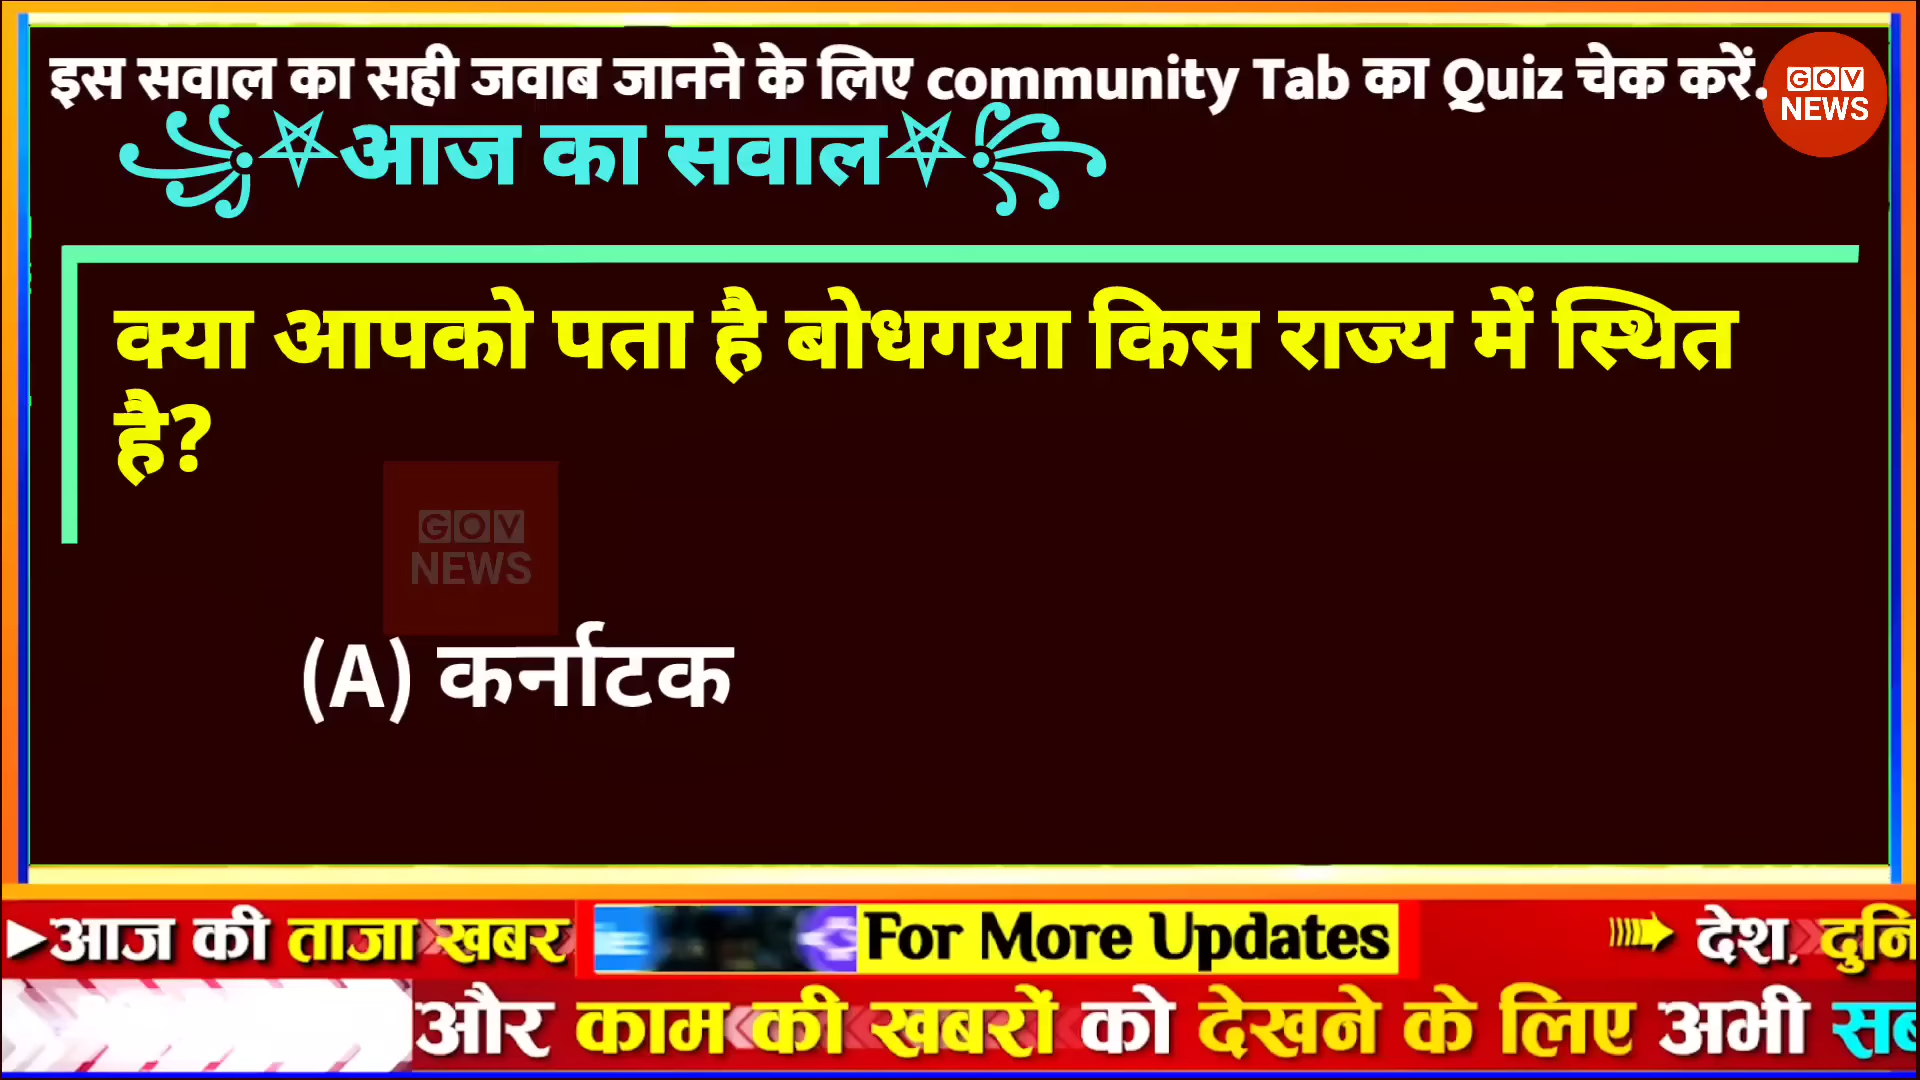 इस सवाल का सही जवाब जानने के लिए community Tab का Quiz चेक करें.
GOV
NEWS
आज का सवाल
क्या आपको पता है बोधगया किस राज्य में स्थित
है?
GOV
NEWS
(A) कर्नाटक
आज की ताजा खबर For More Updates देश, दुनि
और काम की खबरों को देखने के लिए अभी सब